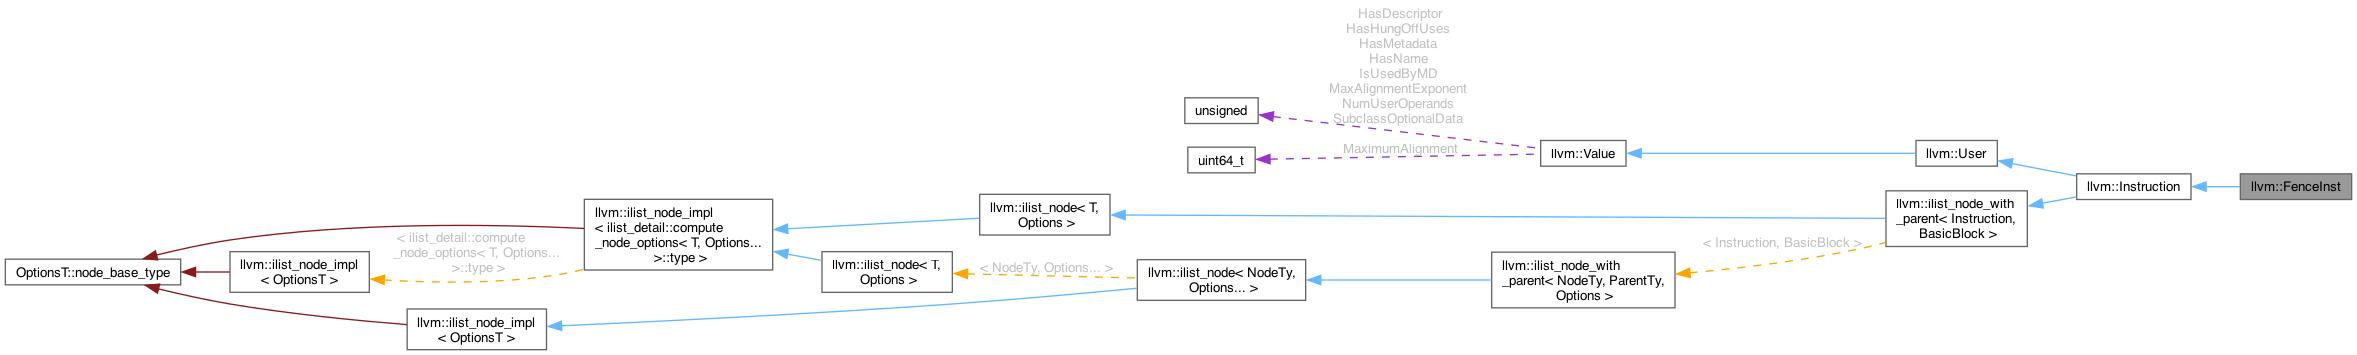 HasDescriptor
HasHungOffUses
HasMetadata
HasName
IsUsedByMD
MaxAlignmentExponent
NumUserOperands
SubclassOptionalData
unsigned
MaximumAlignment
uint64_t
llvm::Value
llvm::User
llvm::Instruction
llvm::FenceInst
llvm::ilist_node_impl
< ilist_detail::compute
_node_options< T, Options...
>::type >
llvm::ilist_node< T,
Options >
llvm::ilist_node_with
_parent< Instruction,
BasicBlock >
< ilist_detail::compute
_node_options< T, Options...
>::type >
OptionsT::node_base_type
llvm::ilist_node_impl
< OptionsT >
llvm::ilist_node< T,
Options >
< NodeTy, Options... >
llvm::ilist_node< NodeTy,
Options... >
llvm::ilist_node_with
_parent< NodeTy, ParentTy,
Options >
< Instruction, BasicBlock >
llvm::ilist_node_impl
< OptionsT >